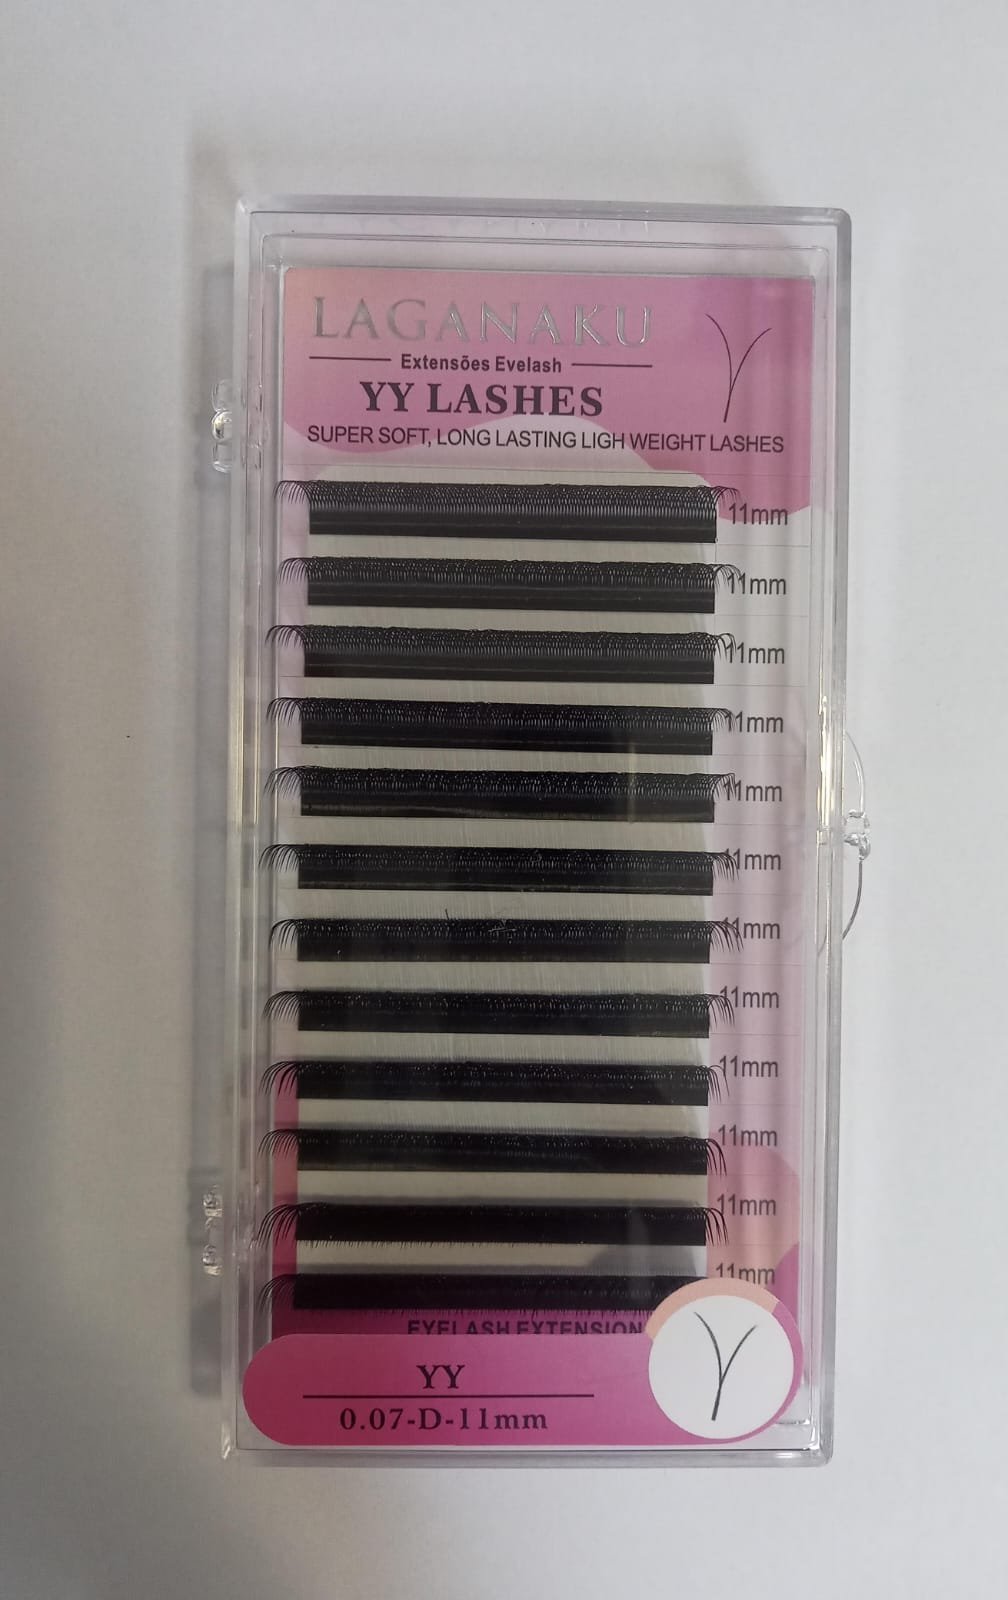 LAGANAKU
Extensões Evelash
YY LASHES
SUPER SOFT, LONG LASTING LIGH WEIGHT LASHES
11mm
11mm
11mm
11mm
11mm
11mm
11mm
11mm
11mm
11mm
11mm
11mm
EYELASH EXTENSION
YY
0.07-D-11mm